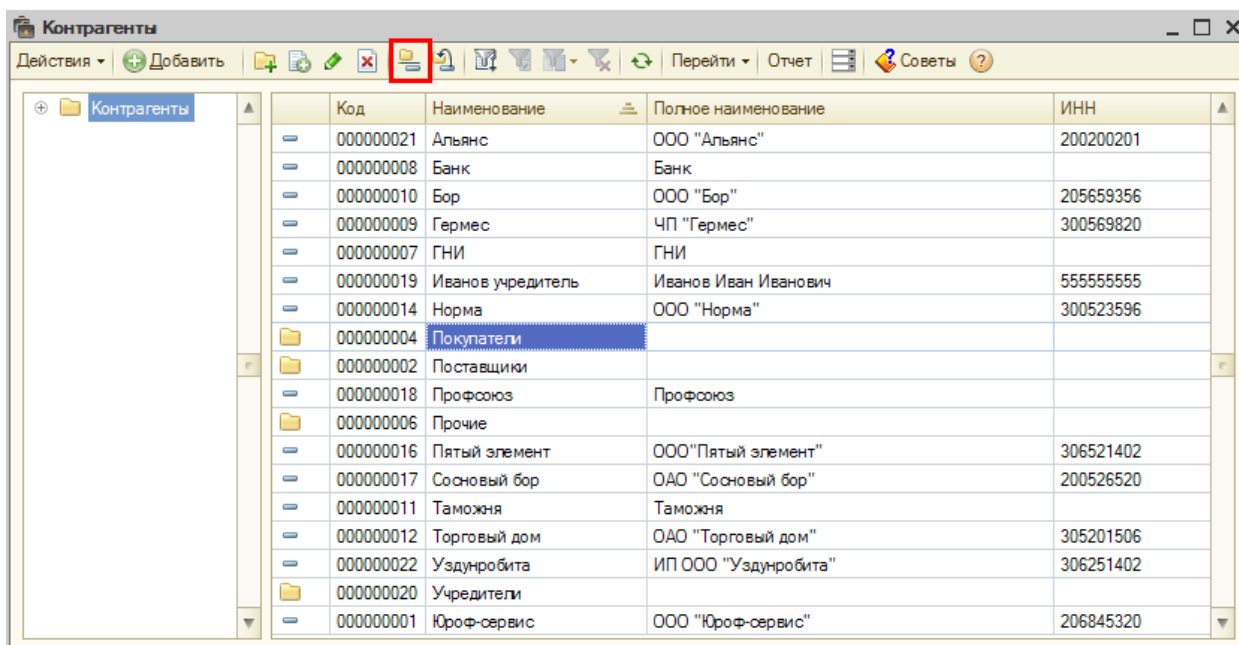 Контрагенты
Действия Добавить Перейти Отчет Советы ?
Контрагенты
Код Наименование Полное наименование ИНН
000000021 Альянс ООО "Альянс" 200200201
000000008 Банк Банк
000000010 Бор ООО "Бор" 205659356
000000009 Гермес ЧП "Гермес" 300569820
000000007 ГНИ ГНИ
000000019 Иванов учредитель Иванов Иван Иванович 555555555
000000014 Норма ООО "Норма" 300523596
000000004 Покупатели
000000002 Поставщики
000000018 Профсоюз Профсоюз
000000006 Прочие
000000016 Пятый элемент ООО"Пятый элемент" 306521402
000000017 Сосновый бор ОАО "Сосновый бор" 200526520
000000011 Таможня Таможня
000000012 Торговый дом ОАО "Торговый дом" 305201506
000000022 Уздунробита ИП ООО "Уздунробита" 306251402
000000020 Учредители
000000001 Юроф-сервис ООО "Юроф-сервис" 206845320